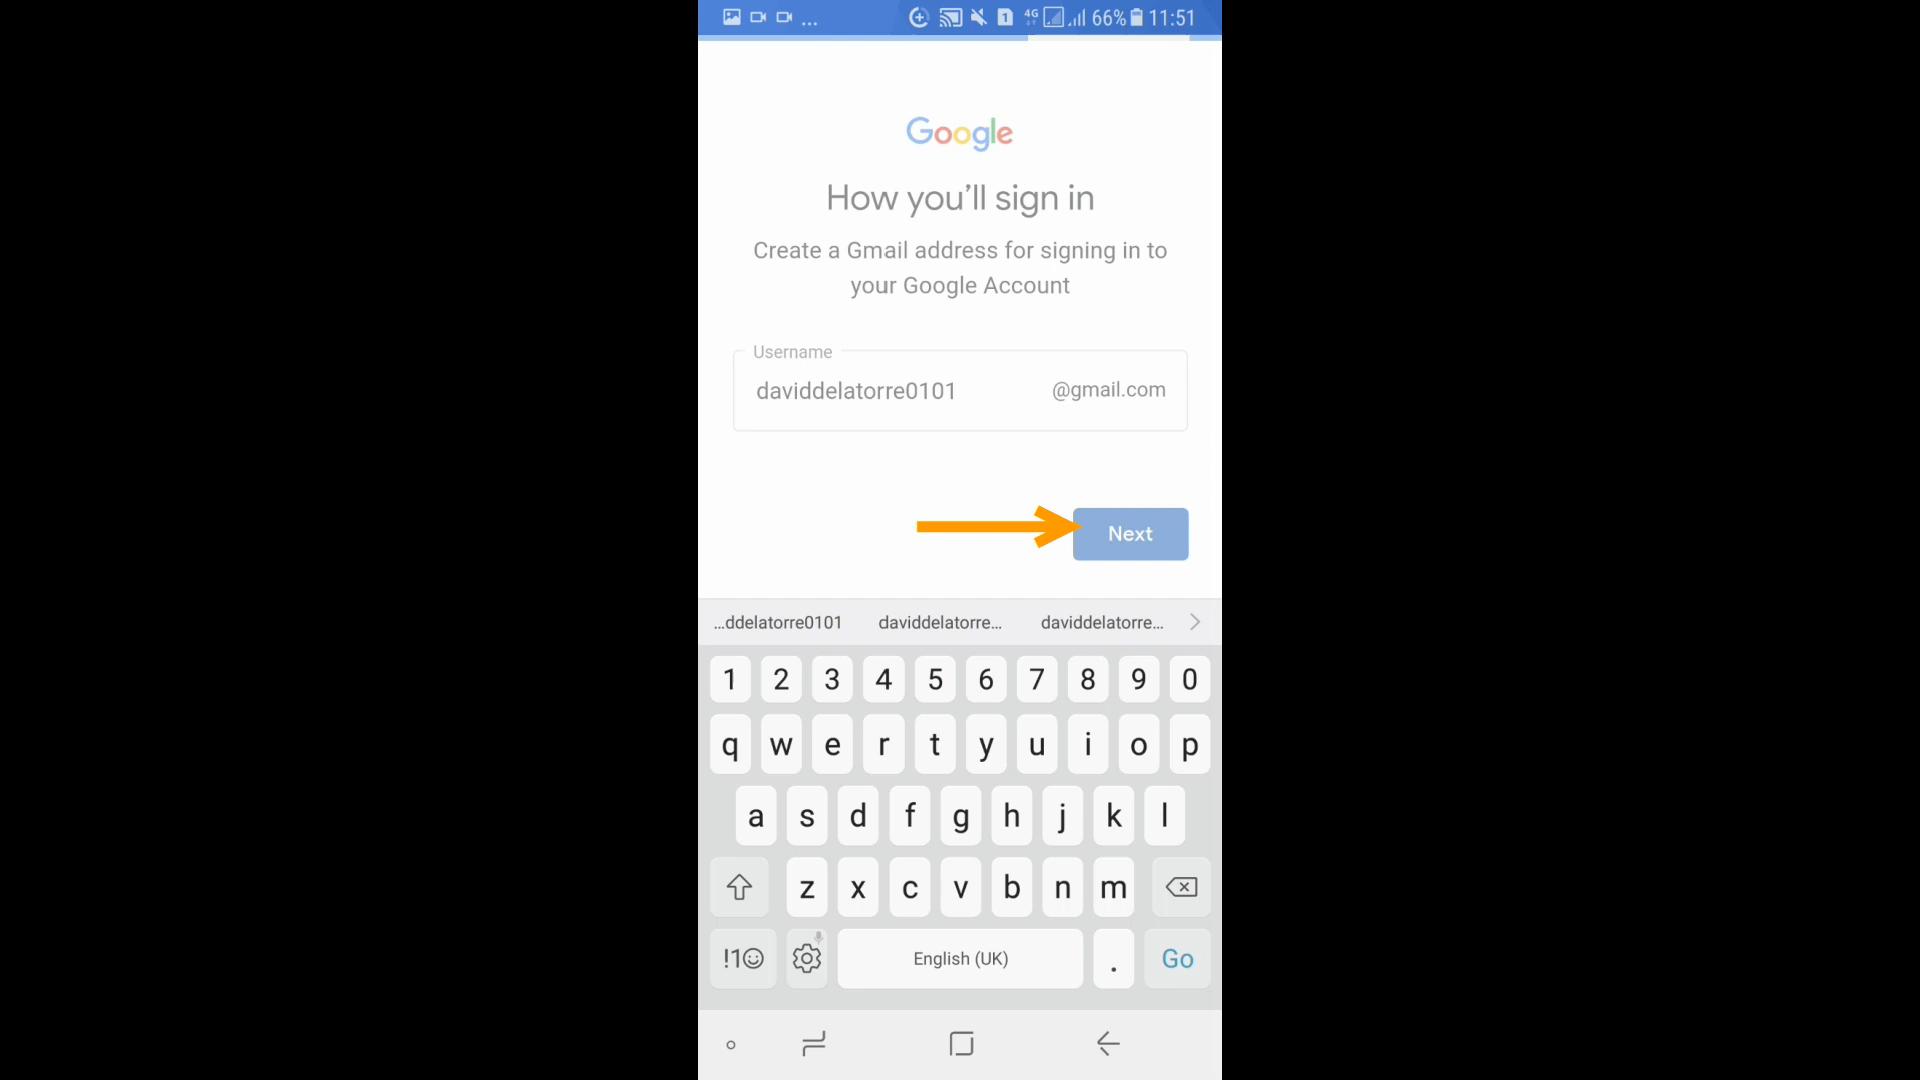 ... 1 4G 66% 11:51
Google
How you'll sign in
Create a Gmail address for signing in to
your Google Account
Username
daviddelatorre0101 @gmail.com
Next
...ddelatorre0101 daviddelatorre... daviddelatorre...
1 2 3 4 5 6 7 8 9 0
q w e r t y u i o p
a s d f g h j k l
z x c v b n m
!1☺ English (UK) . Go